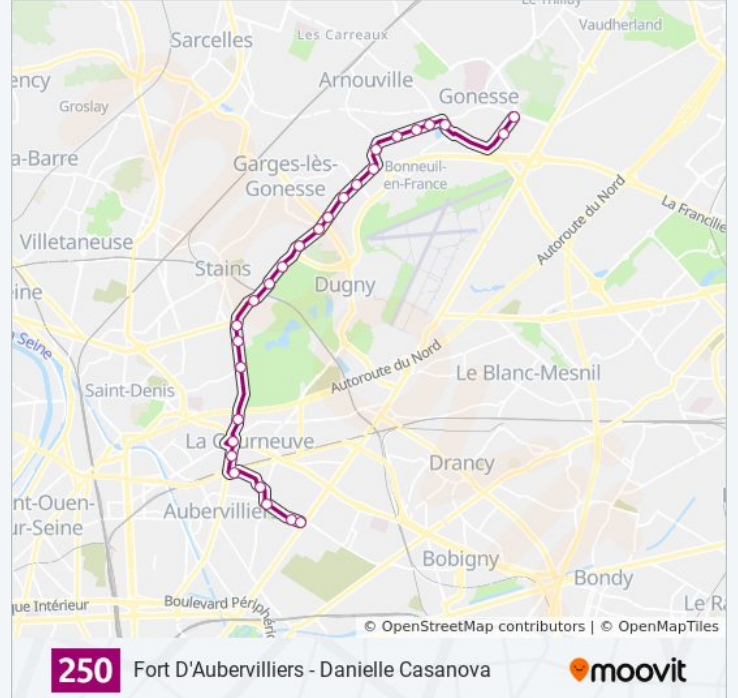 Le Thillay
Vaudherland
Sarcelles
Les Carreaux
ency
Arnouville
Gonesse
Groslay
a-Barre
Garges-lès-
Gonesse
Bonneuil-
en-France
Autoroute du Nord
La Francilie
Villetaneuse
Stains
ine
Dugny
a Seine
Autoroute du Nord
Le Blanc-Mesnil
Saint-Denis
La Courneuve
Drancy
nt-Ouen-
ur-Seine
Aubervilliers
Bobigny
Bondy
que Intérieur
Boulevard Périphéric
Le Ra
© OpenStreetMap contributors | © OpenMapTiles
250 Fort D'Aubervilliers - Danielle Casanova
moovit